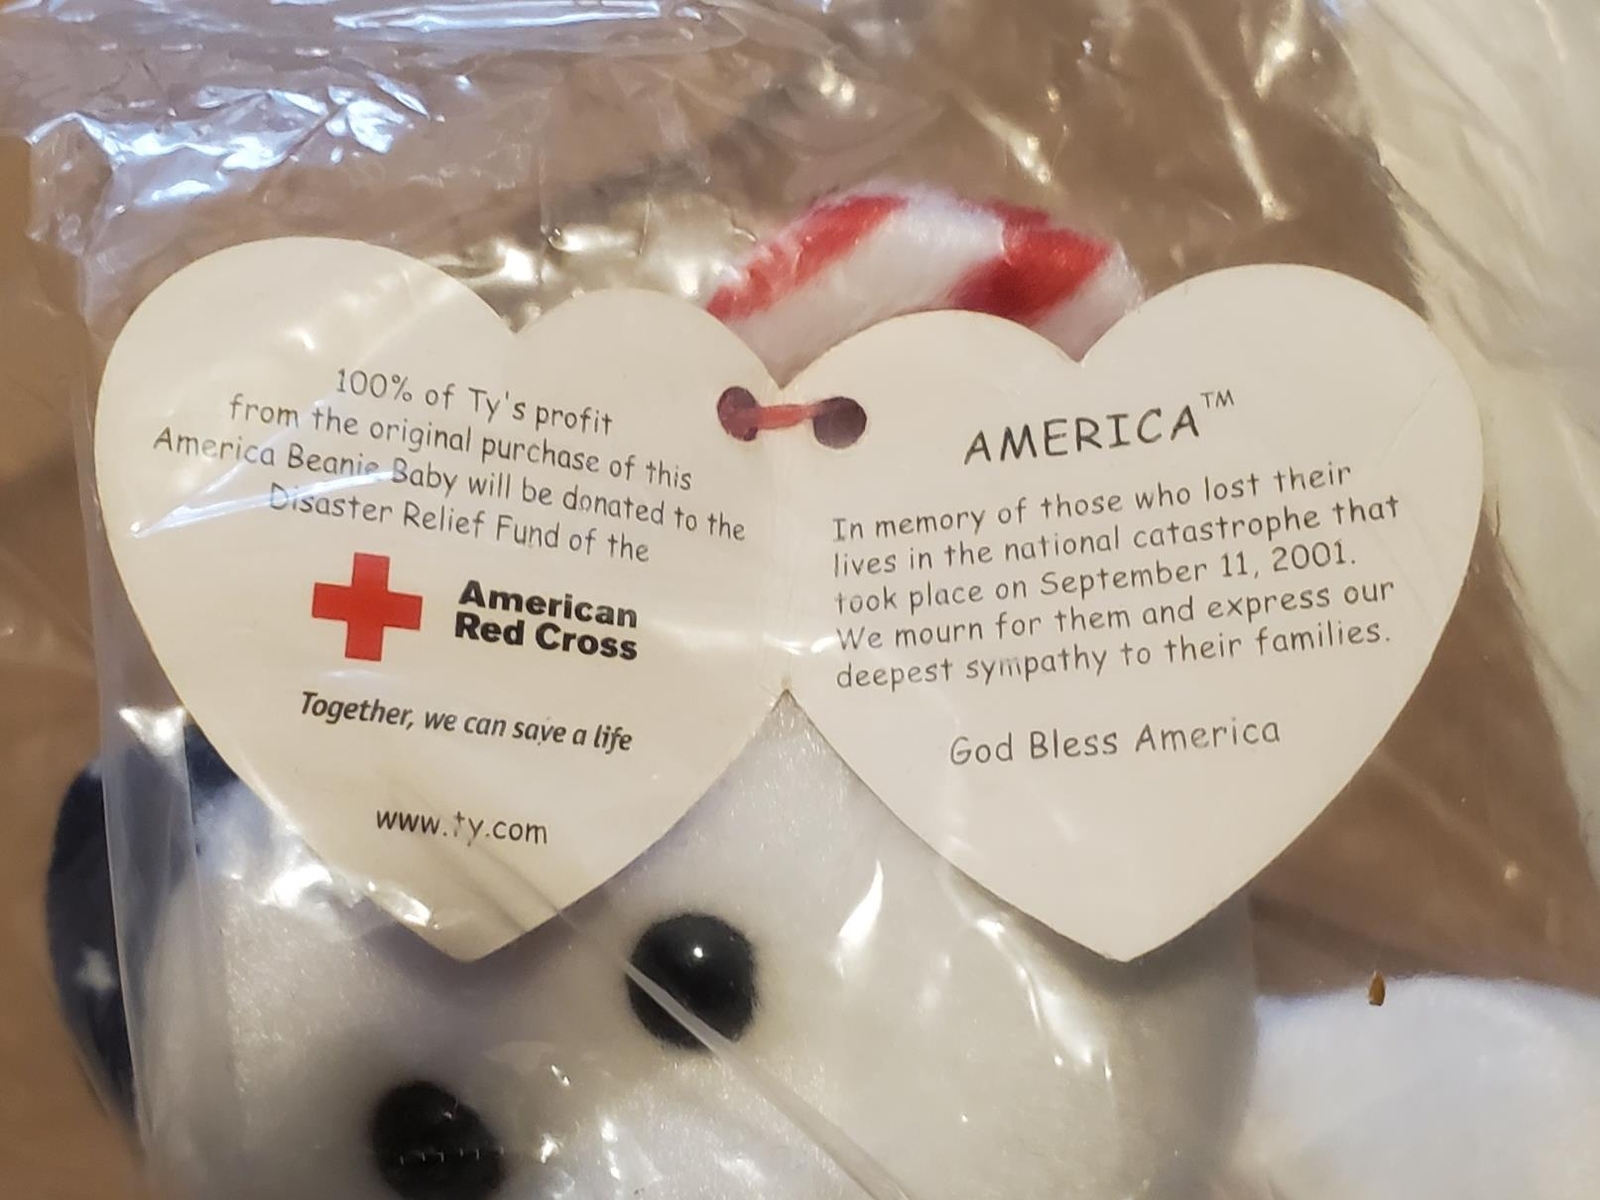 100% of Ty's profit
from the original purchase of this
America Beanie Baby will be donated to the
Disaster Relief Fund of the
American
Red Cross
Together, we can save a life
www.ty.com
AMERICA™
In memory of those who lost their
lives in the national catastrophe that
took place on September 11, 2001.
We mourn for them and express our
deepest sympathy to their families.
God Bless America